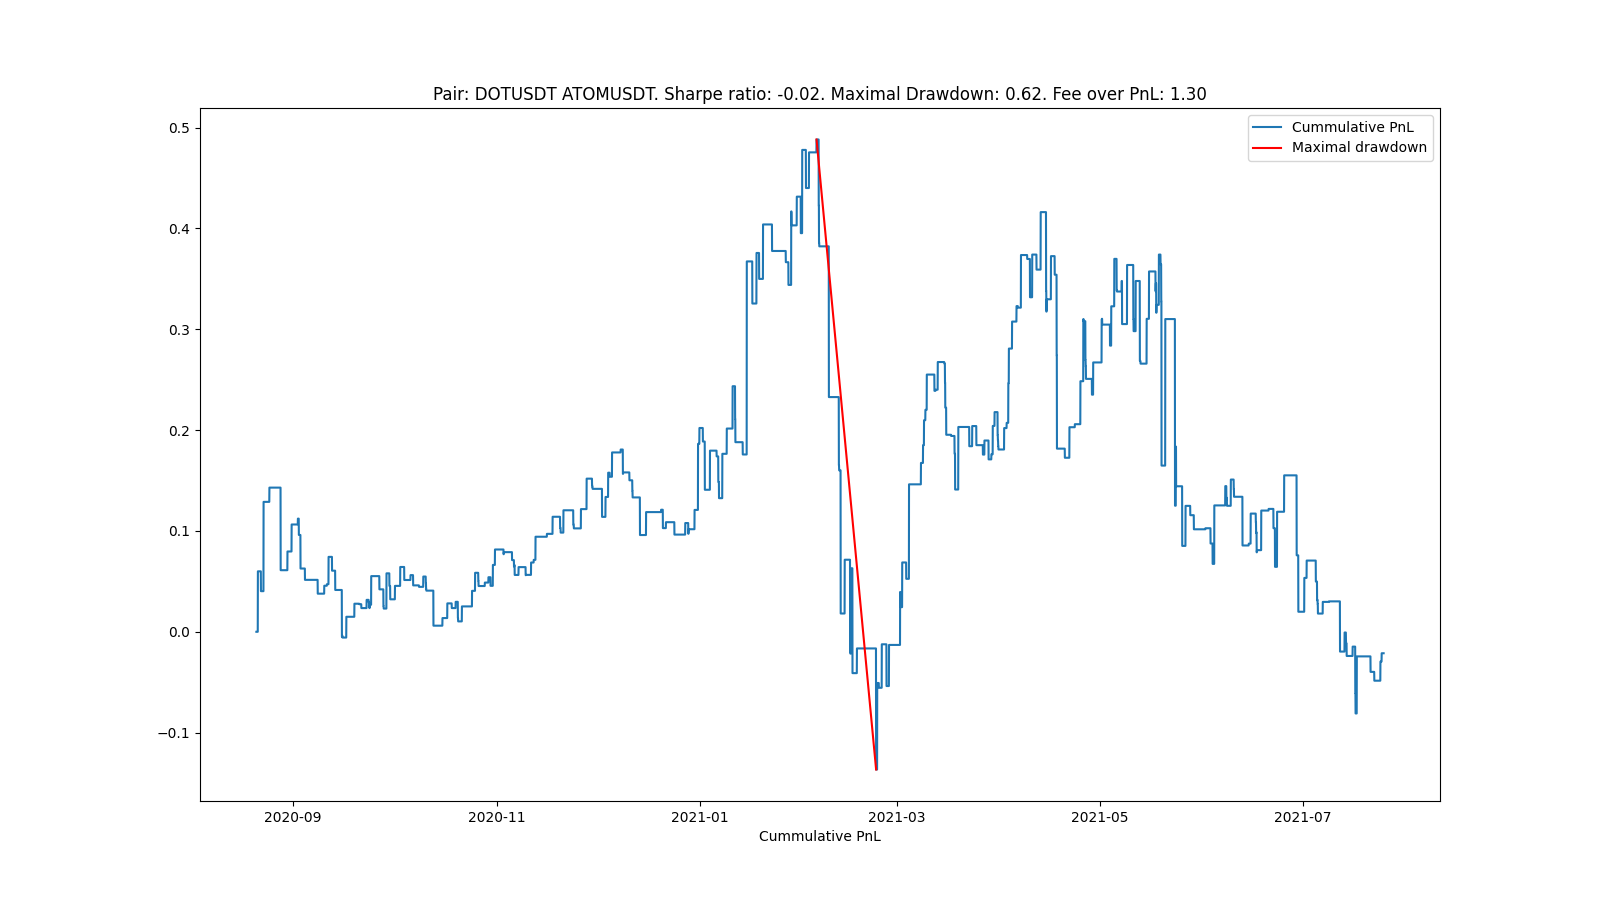 Pair: DOTUSDT ATOMUSDT. Sharpe ratio: -0.02. Maximal Drawdown: 0.62. Fee over PnL: 1.30
Cummulative PnL
Maximal drawdown
0.5
0.4
0.3
0.2
0.1
0.0
−0.1
2020-09 2020-11 2021-01 2021-03 2021-05 2021-07
Cummulative PnL